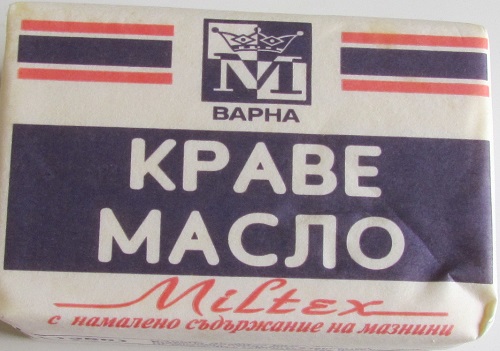 M
ВАРНА
КРАВЕ
МАСЛО
Miltex
с намалено съдържание на мазнини